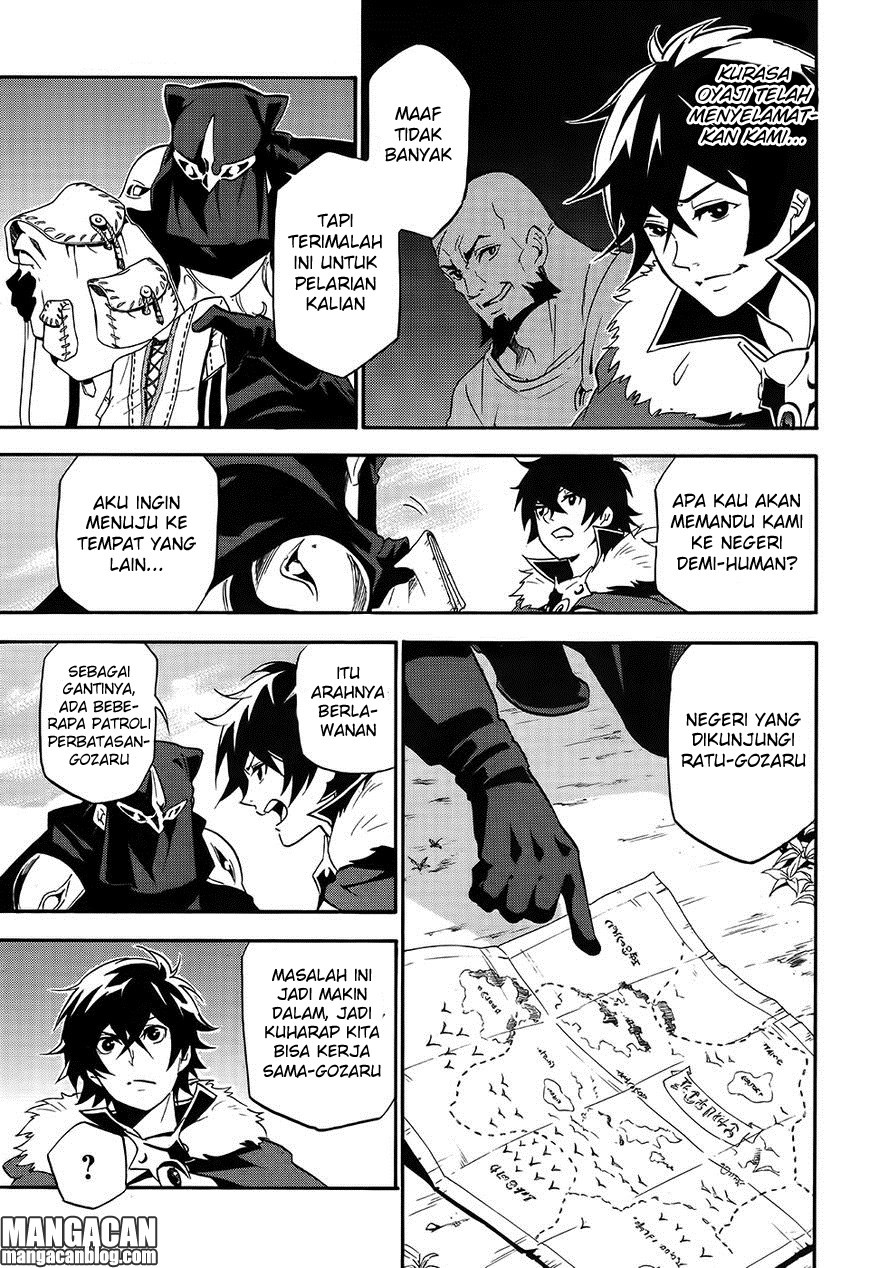 KURASA
OYAJI TELAH
MENYELAMAT-
KAN KAMI...
MAAF
TIDAK
BANYAK
TAPI
TERIMALAH
INI UNTUK
PELARIAN
KALIAN
APA KAU AKAN
MEMANDU KAMI
KE NEGERI
DEMI-HUMAN?
AKU INGIN
MENUJU KE
TEMPAT YANG
LAIN...
NEGERI YANG
DIKUNJUNGI
RATU-GOZARU
ITU
ARAHNYA
BERLA-
WANAN
SEBAGAI
GANTINYA,
ADA BEBE-
RAPA PATROLI
PERBATASAN-
GOZARU
MASALAH INI
JADI MAKIN
DALAM, JADI
KUHARAP KITA
BISA KERJA
SAMA-GOZARU
?
MANGACAN
mangacanblog.com